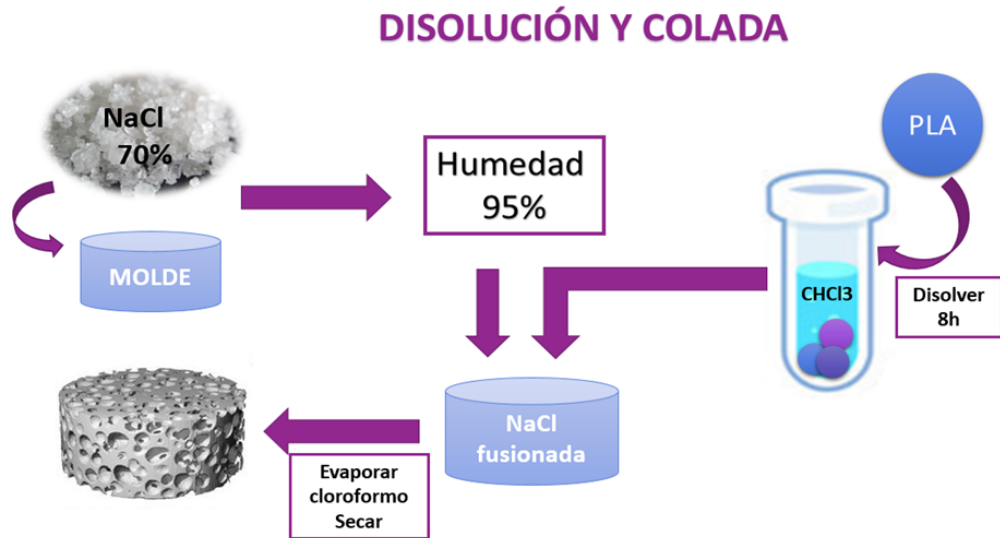 DISOLUCIÓN Y COLADA
NaCl
70%
MOLDE
Humedad
95%
PLA
CHCl3
Disolver
8h
NaCl
fusionada
Evaporar
cloroformo
Secar